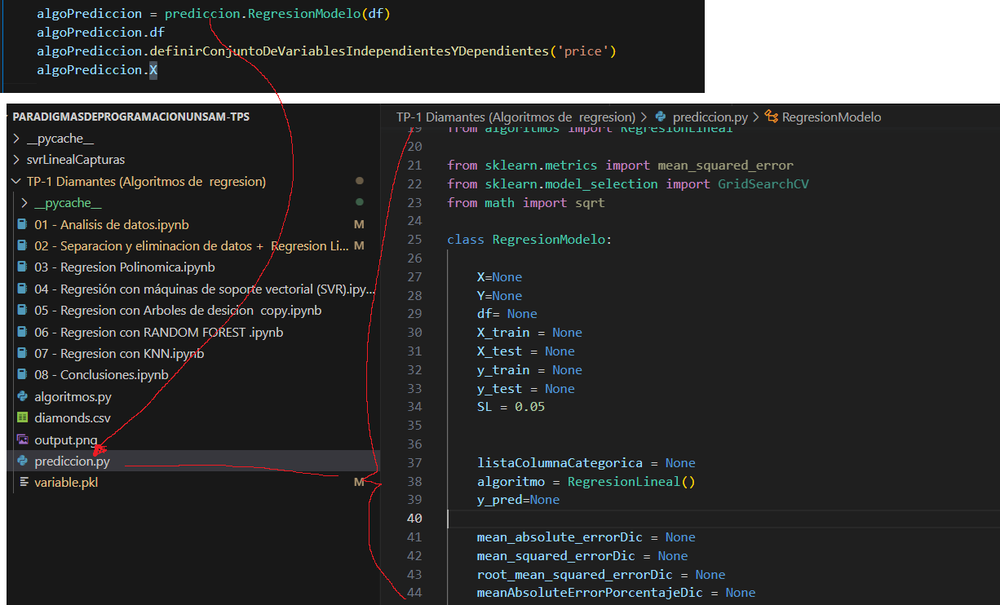 algoPrediccion = prediccion.RegresionModelo(df)
algoPrediccion.df
algoPrediccion.definirConjuntoDeVariablesIndependientesYDependientes('price')
algoPrediccion.X
PARADIGMASDEPROGRAMACIONUNSAM-TPS
__pycache__
svrLinealCapturas
TP-1 Diamantes (Algoritmos de regresion)
__pycache__
01 - Analisis de datos.ipynb M
02 - Separacion y eliminacion de datos + Regresion Li... M
03 - Regresion Polinomica.ipynb
04 - Regresión con máquinas de soporte vectorial (SVR).ipy...
05 - Regresion con Arboles de desicion copy.ipynb
06 - Regresion con RANDOM FOREST .ipynb
07 - Regresion con KNN.ipynb
08 - Conclusiones.ipynb
algoritmos.py
diamonds.csv
output.png
prediccion.py
variable.pkl M
TP-1 Diamantes (Algoritmos de regresion) > prediccion.py > RegresionModelo
19 from algoritmos import RegresionLineal
20
21 from sklearn.metrics import mean_squared_error
22 from sklearn.model_selection import GridSearchCV
23 from math import sqrt
24
25 class RegresionModelo:
26
27 X=None
28 Y=None
29 df= None
30 X_train = None
31 X_test = None
32 y_train = None
33 y_test = None
34 SL = 0.05
35
36
37 listaColumnaCategorica = None
38 algoritmo = RegresionLineal()
39 y_pred=None
40
41 mean_absolute_errorDic = None
42 mean_squared_errorDic = None
43 root_mean_squared_errorDic = None
44 meanAbsoluteErrorPorcentajeDic = None